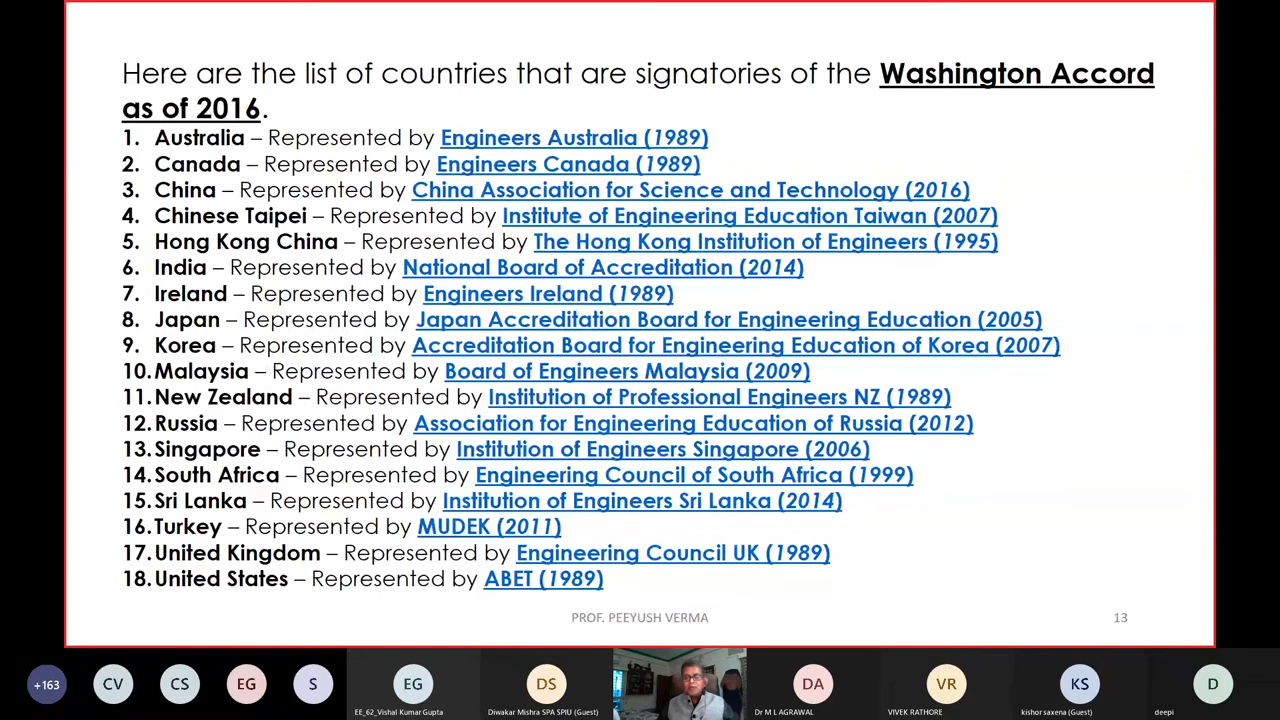 Here are the list of countries that are signatories of the Washington Accord
as of 2016.
1. Australia – Represented by Engineers Australia (1989)
2. Canada – Represented by Engineers Canada (1989)
3. China – Represented by China Association for Science and Technology (2016)
4. Chinese Taipei – Represented by Institute of Engineering Education Taiwan (2007)
5. Hong Kong China – Represented by The Hong Kong Institution of Engineers (1995)
6. India – Represented by National Board of Accreditation (2014)
7. Ireland – Represented by Engineers Ireland (1989)
8. Japan – Represented by Japan Accreditation Board for Engineering Education (2005)
9. Korea – Represented by Accreditation Board for Engineering Education of Korea (2007)
10. Malaysia – Represented by Board of Engineers Malaysia (2009)
11. New Zealand – Represented by Institution of Professional Engineers NZ (1989)
12. Russia – Represented by Association for Engineering Education of Russia (2012)
13. Singapore – Represented by Institution of Engineers Singapore (2006)
14. South Africa – Represented by Engineering Council of South Africa (1999)
15. Sri Lanka – Represented by Institution of Engineers Sri Lanka (2014)
16. Turkey – Represented by MUDEK (2011)
17. United Kingdom – Represented by Engineering Council UK (1989)
18. United States – Represented by ABET (1989)
PROF. PEEYUSH VERMA 13
+163 CV CS EG S EG DS DA VR KS D
EE_62_Vishal Kumar Gupta Diwakar Mishra SPA SPIU (Guest) Dr M L AGRAWAL VIVEK RATHORE kishor saxena (Guest) deepi